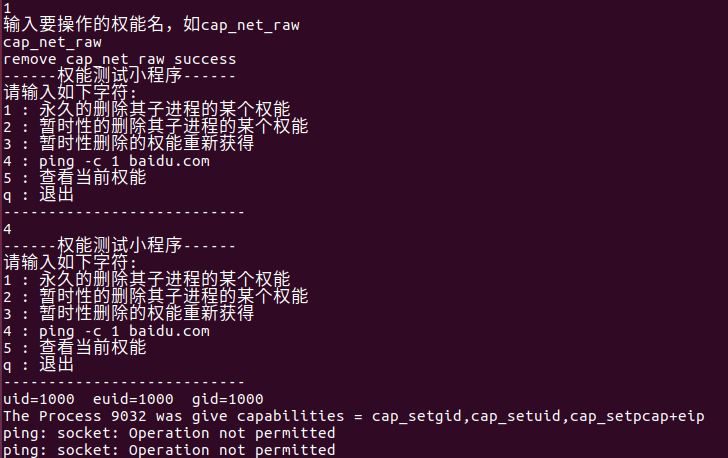 1
输入要操作的权能名，如cap_net_raw
cap_net_raw
remove cap_net_raw success
------权能测试小程序------
请输入如下字符:
1 : 永久的删除其子进程的某个权能
2 : 暂时性的删除其子进程的某个权能
3 : 暂时性删除的权能重新获得
4 : ping -c 1 baidu.com
5 : 查看当前权能
q : 退出
---------------------------
4
------权能测试小程序------
请输入如下字符:
1 : 永久的删除其子进程的某个权能
2 : 暂时性的删除其子进程的某个权能
3 : 暂时性删除的权能重新获得
4 : ping -c 1 baidu.com
5 : 查看当前权能
q : 退出
---------------------------
uid=1000  euid=1000  gid=1000
The Process 9032 was give capabilities = cap_setgid,cap_setuid,cap_setpcap+eip
ping: socket: Operation not permitted
ping: socket: Operation not permitted